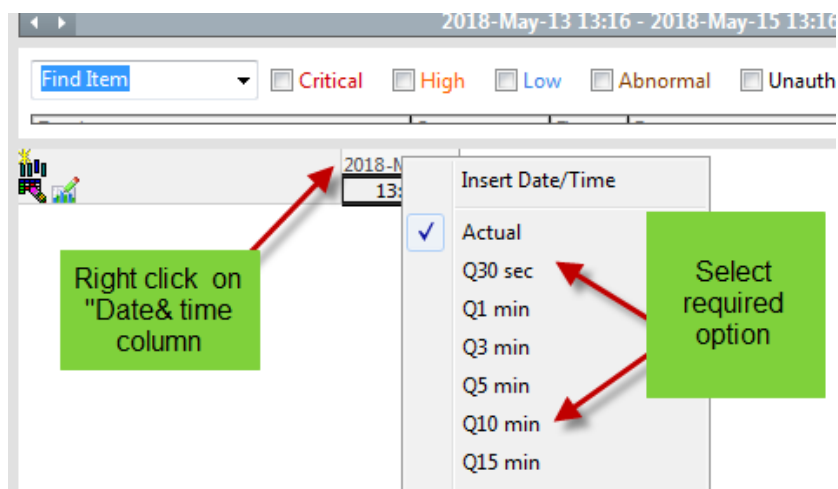 2018-May-13 13:16 - 2018-May-15 13:16
Find Item Critical High Low Abnormal Unauth
2018-M
13:
Insert Date/Time
Actual
Q30 sec
Q1 min
Q3 min
Q5 min
Q10 min
Q15 min
Right click on
"Date& time
column
Select
required
option